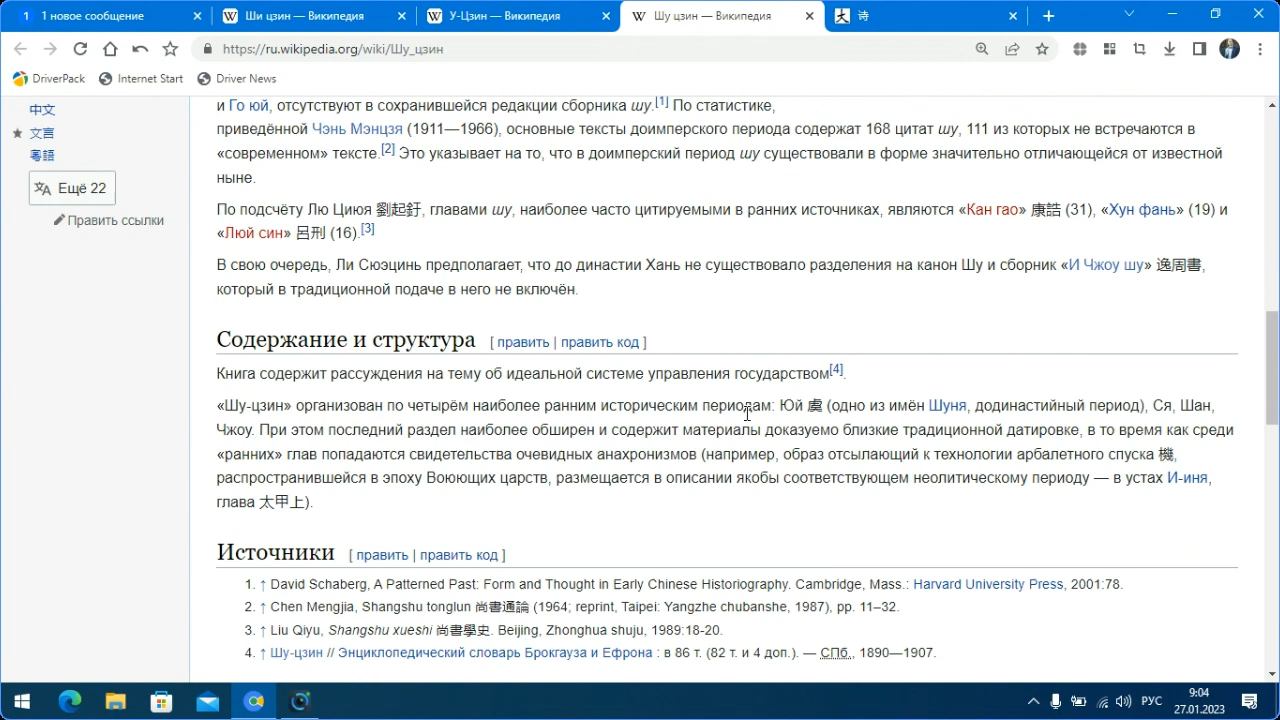 1 1 новое сообщение
Ши цзин — Википедия
У-Цзин — Википедия
Шу цзин — Википедия
诗
https://ru.wikipedia.org/wiki/Шу_цзин
DriverPack
Internet Start
Driver News
中文
文言
粵語
Ещё 22
Править ссылки
и Го юй, отсутствуют в сохранившейся редакции сборника шу.[1] По статистике,
приведённой Чэнь Мэнцзя (1911—1966), основные тексты доимперского периода содержат 168 цитат шу, 111 из которых не встречаются в
«современном» тексте.[2] Это указывает на то, что в доимперский период шу существовали в форме значительно отличающейся от известной
ныне.
По подсчёту Лю Циюя 劉起釪, главами шу, наиболее часто цитируемыми в ранних источниках, являются «Кан гао» 康誥 (31), «Хун фань» (19) и
«Люй син» 呂刑 (16).[3]
В свою очередь, Ли Сюэцинь предполагает, что до династии Хань не существовало разделения на канон Шу и сборник «И Чжоу шу» 逸周書,
который в традиционной подаче в него не включён.
Содержание и структура [ править | править код ]
Книга содержит рассуждения на тему об идеальной системе управления государством[4].
«Шу-цзин» организован по четырём наиболее ранним историческим периодам: Юй 虞 (одно из имён Шуня, додинастийный период), Ся, Шан,
Чжоу. При этом последний раздел наиболее обширен и содержит материалы доказуемо близкие традиционной датировке, в то время как среди
«ранних» глав попадаются свидетельства очевидных анахронизмов (например, образ отсылающий к технологии арбалетного спуска 機,
распространившейся в эпоху Воюющих царств, размещается в описании якобы соответствующем неолитическому периоду — в устах И-иня,
глава 太甲上).
Источники [ править | править код ]
1. ↑ David Schaberg, A Patterned Past: Form and Thought in Early Chinese Historiography. Cambridge, Mass.: Harvard University Press, 2001:78.
2. ↑ Chen Mengjia, Shangshu tonglun 尚書通論 (1964; reprint, Taipei: Yangzhe chubanshe, 1987), pp. 11–32.
3. ↑ Liu Qiyu, Shangshu xueshi 尚書學史. Beijing, Zhonghua shuju, 1989:18-20.
4. ↑ Шу-цзин // Энциклопедический словарь Брокгауза и Ефрона : в 86 т. (82 т. и 4 доп.). — СПб., 1890—1907.
РУС
9:04
27.01.2023